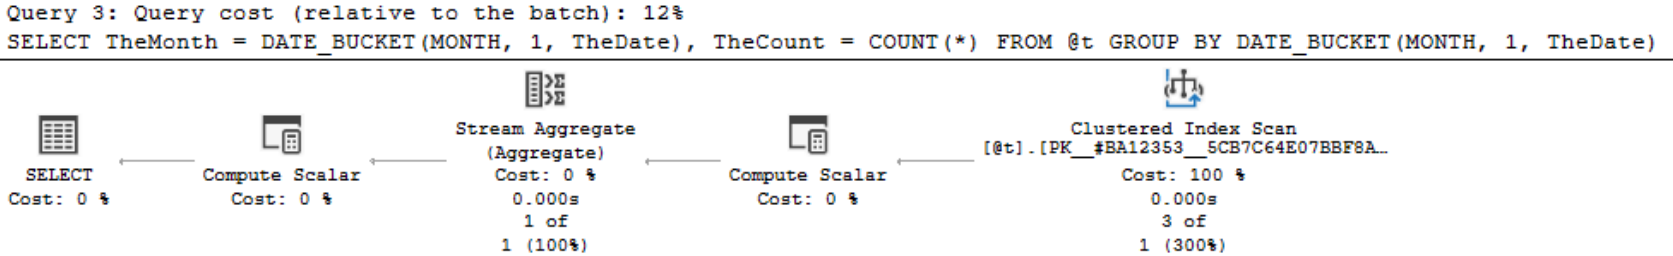 Query 3: Query cost (relative to the batch): 12%
SELECT TheMonth = DATE_BUCKET(MONTH, 1, TheDate), TheCount = COUNT(*) FROM @t GROUP BY DATE_BUCKET(MONTH, 1, TheDate)
SELECT
Cost: 0 %
Compute Scalar
Cost: 0 %
Stream Aggregate
(Aggregate)
Cost: 0 %
0.000s
1 of
1 (100%)
Compute Scalar
Cost: 0 %
Clustered Index Scan
[@t].[PK__#BA12353__5CB7C64E07BBF8A…
Cost: 100 %
0.000s
3 of
1 (300%)